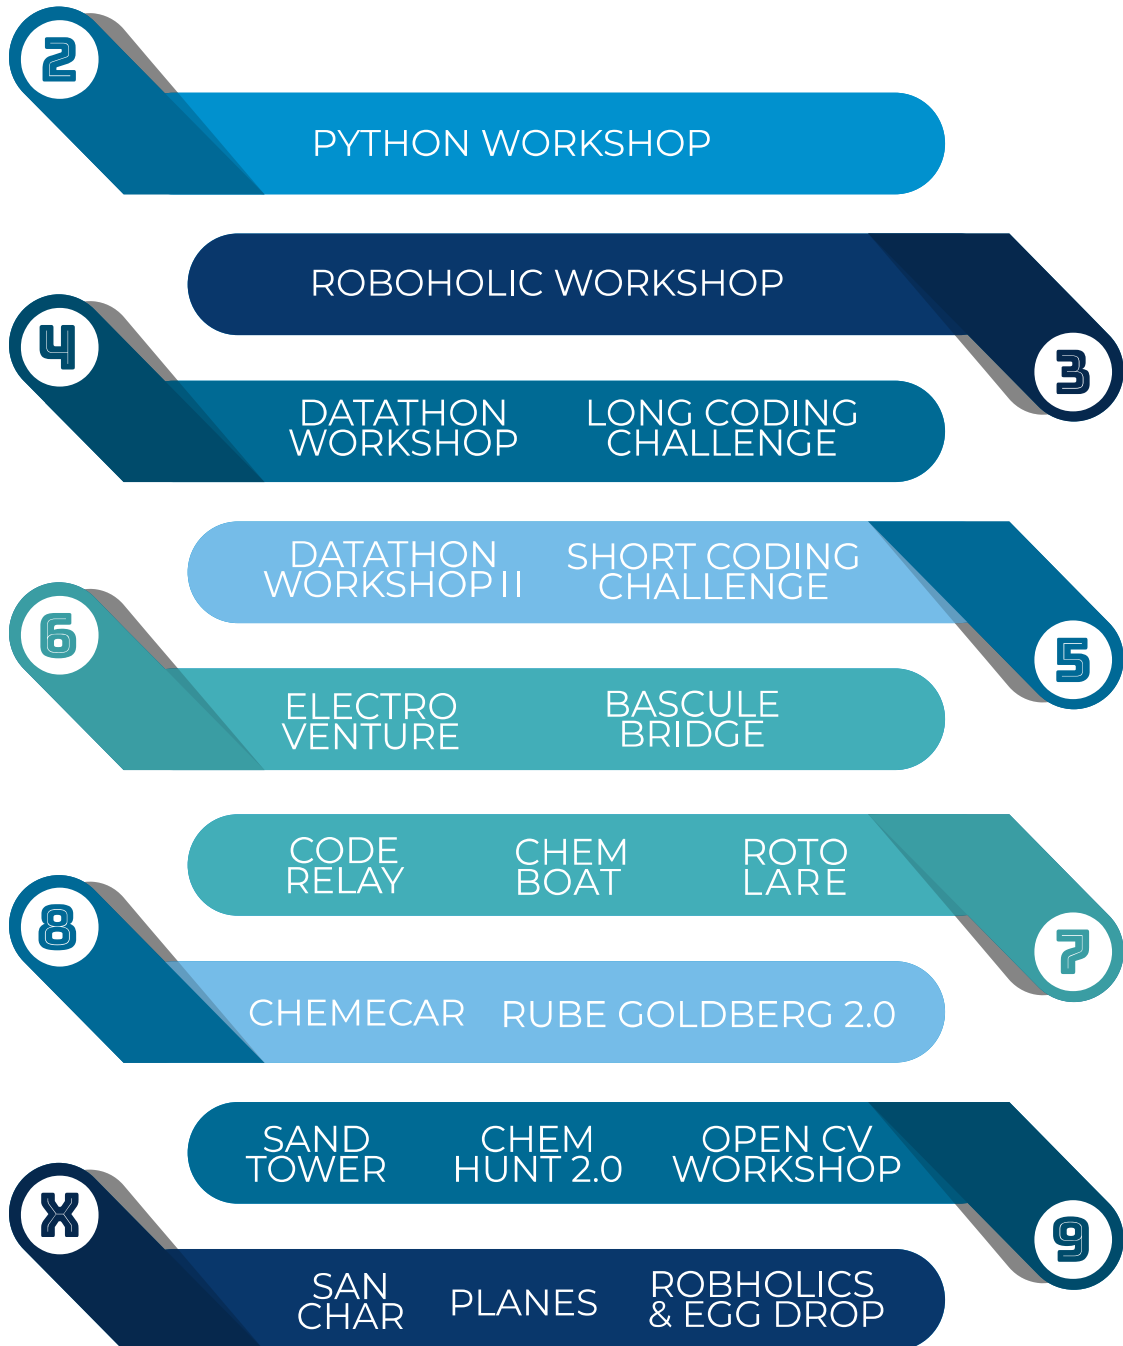 2
PYTHON WORKSHOP
ROBOHOLIC WORKSHOP
3
4
DATATHON
WORKSHOP
LONG CODING
CHALLENGE
DATATHON
WORKSHOP II
SHORT CODING
CHALLENGE
5
6
ELECTRO
VENTURE
BASCULE
BRIDGE
CODE
RELAY
CHEM
BOAT
ROTO
LARE
7
8
CHEMECAR
RUBE GOLDBERG 2.0
SAND
TOWER
CHEM
HUNT 2.0
OPEN CV
WORKSHOP
9
X
SAN
CHAR
PLANES
ROBHOLICS
& EGG DROP